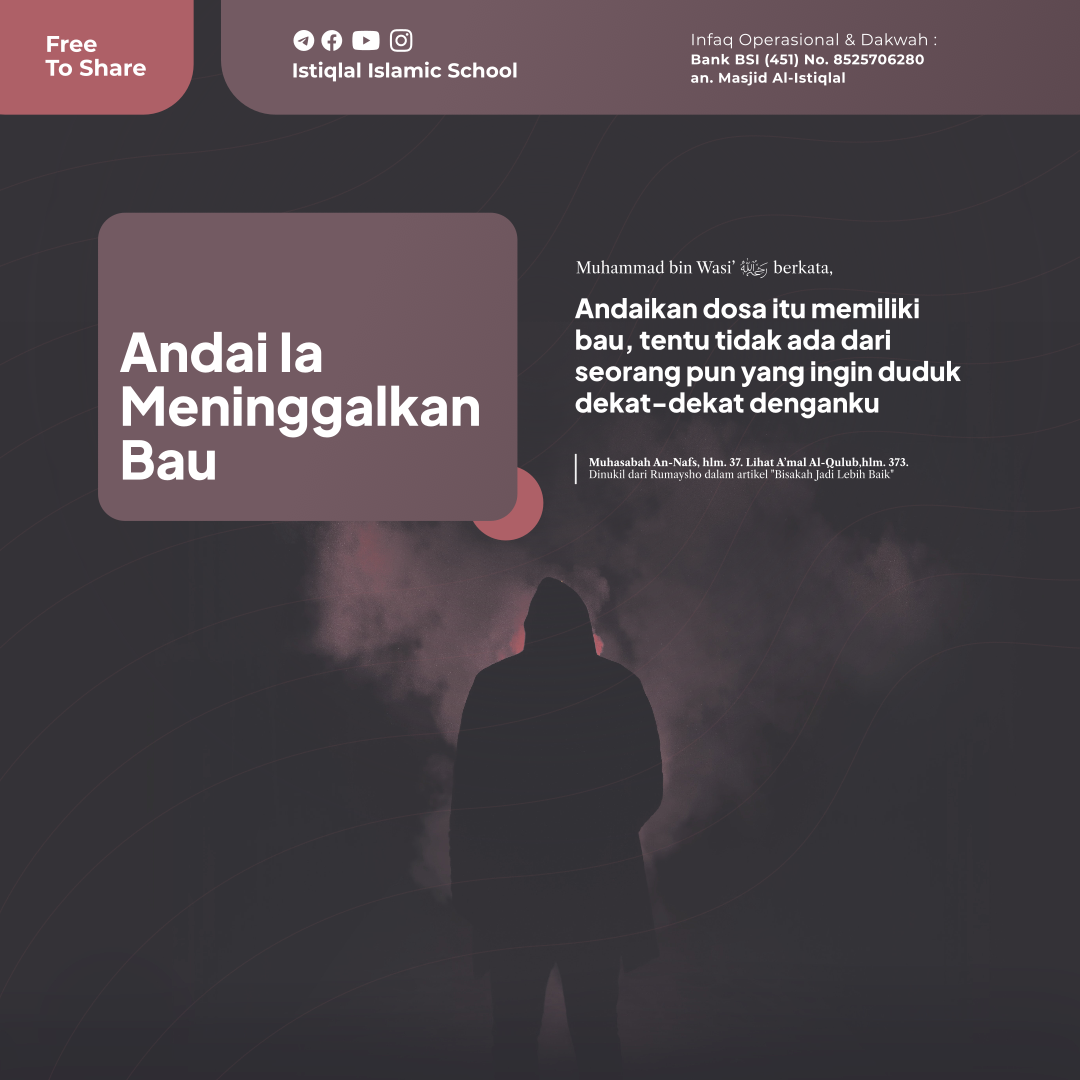 Free
To Share
Istiqlal Islamic School
Infaq Operasional & Dakwah :
Bank BSI (451) No. 8525706280
an. Masjid Al-Istiqlal
Andai Ia
Meninggalkan
Bau
Muhammad bin Wasi’ رحمه الله berkata,
Andaikan dosa itu memiliki
bau, tentu tidak ada dari
seorang pun yang ingin duduk
dekat-dekat denganku
Muhasabah An-Nafs, hlm. 37. Lihat A’mal Al-Qulub,hlm. 373.
Dinukil dari Rumaysho dalam artikel "Bisakah Jadi Lebih Baik"